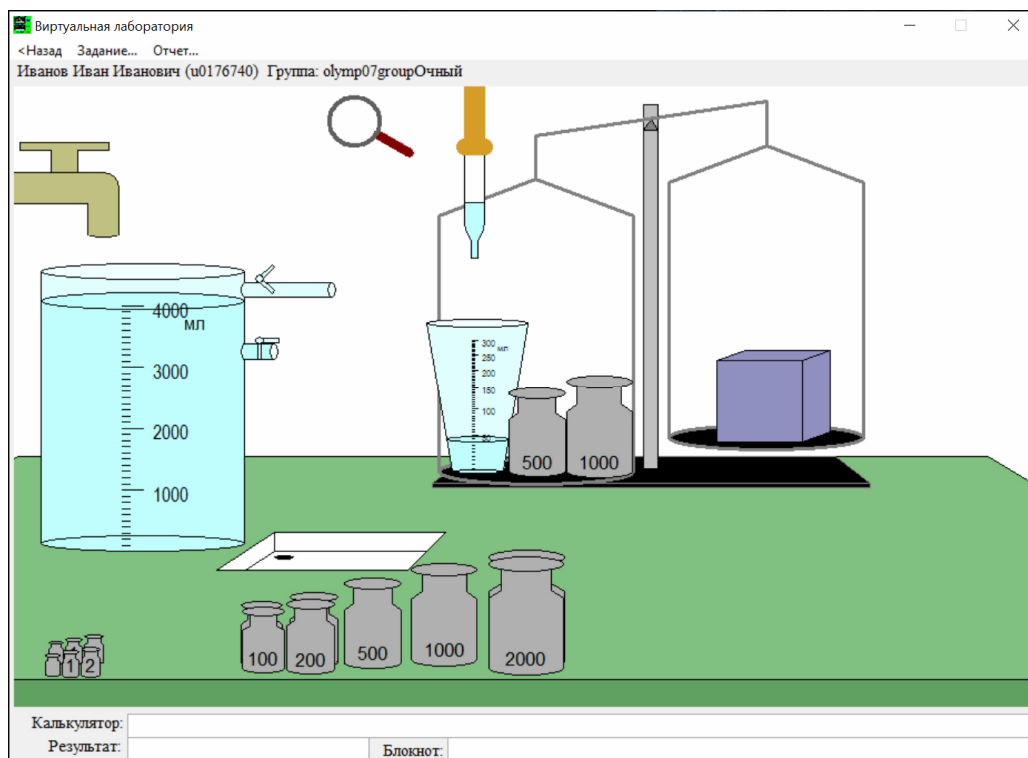 Виртуальная лаборатория
<Назад Задание... Отчет...
Иванов Иван Иванович (u0176740) Группа: olymp07groupОчный
4000
мл
3000
2000
1000
300 мл
250
200
150
100
50
500 1000
100 200 500 1000 2000
1 2
Калькулятор:
Результат: Блокнот: